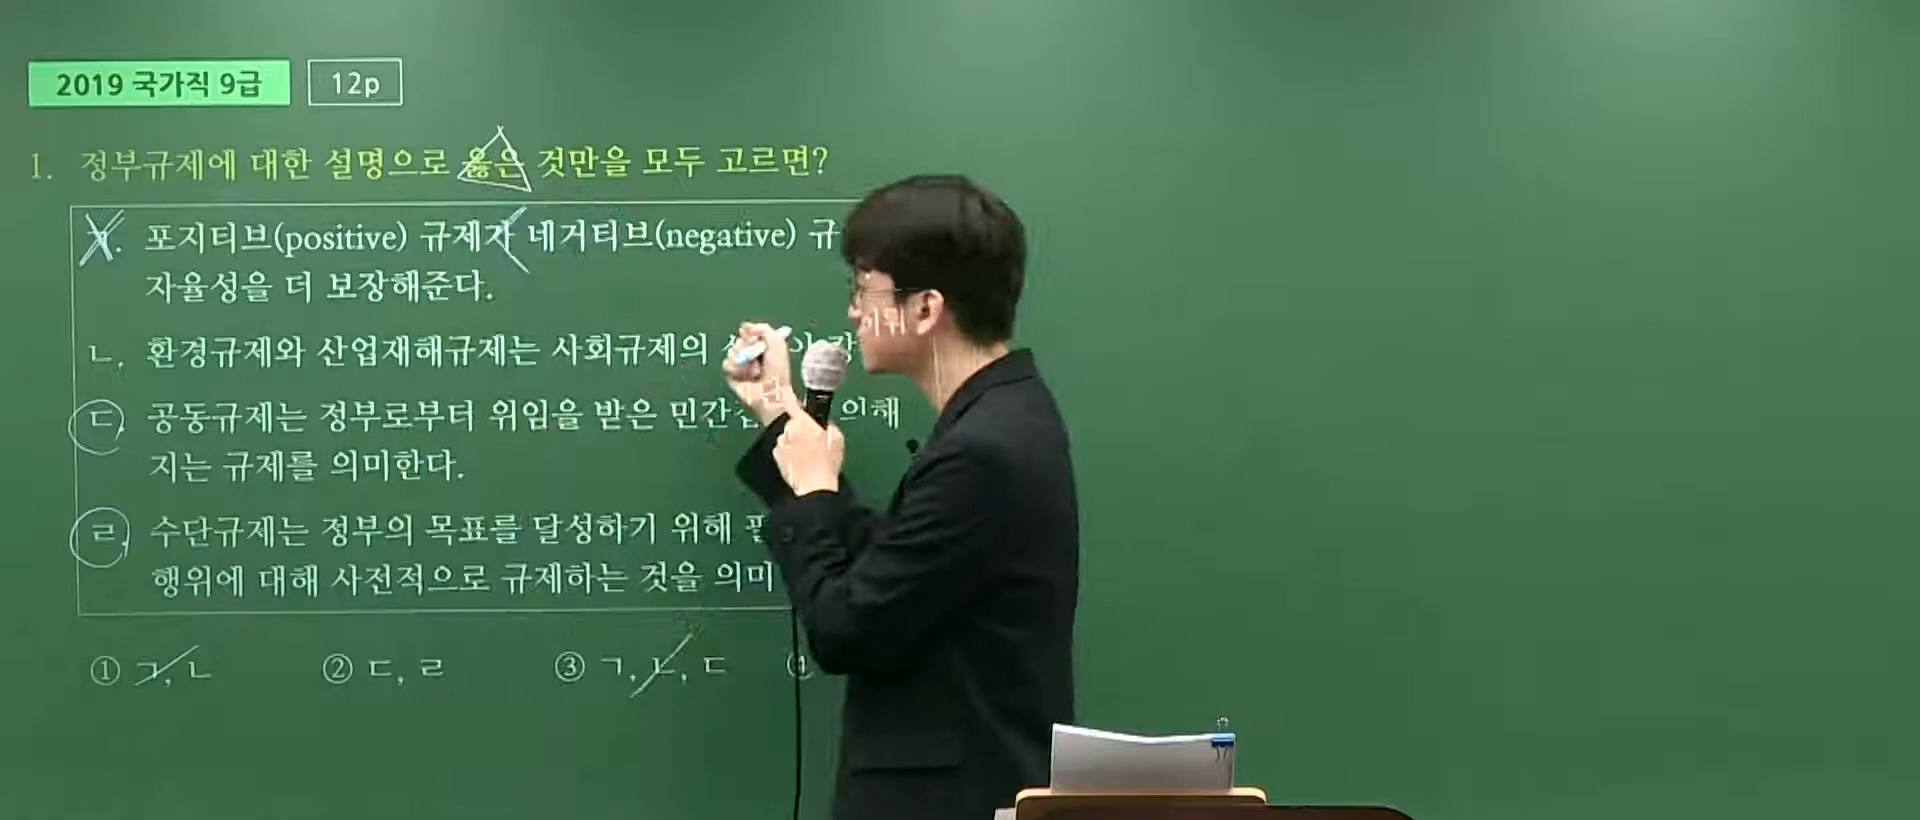 2019 국가직 9급 12p
1. 정부규제에 대한 설명으로 옳은 것만을 모두 고르면?
ㄱ. 포지티브(positive) 규제가 네거티브(negative) 규
자율성을 더 보장해준다.
ㄴ. 환경규제와 산업재해규제는 사회규제의
ㄷ. 공동규제는 정부로부터 위임을 받은 의해
지는 규제를 의미한다.
ㄹ. 수단규제는 정부의 목표를 달성하기 위해
행위에 대해 사전적으로 규제하는 것을 의미
① ㄱ, ㄴ ② ㄷ, ㄹ ③ ㄱ, ㄴ, ㄷ